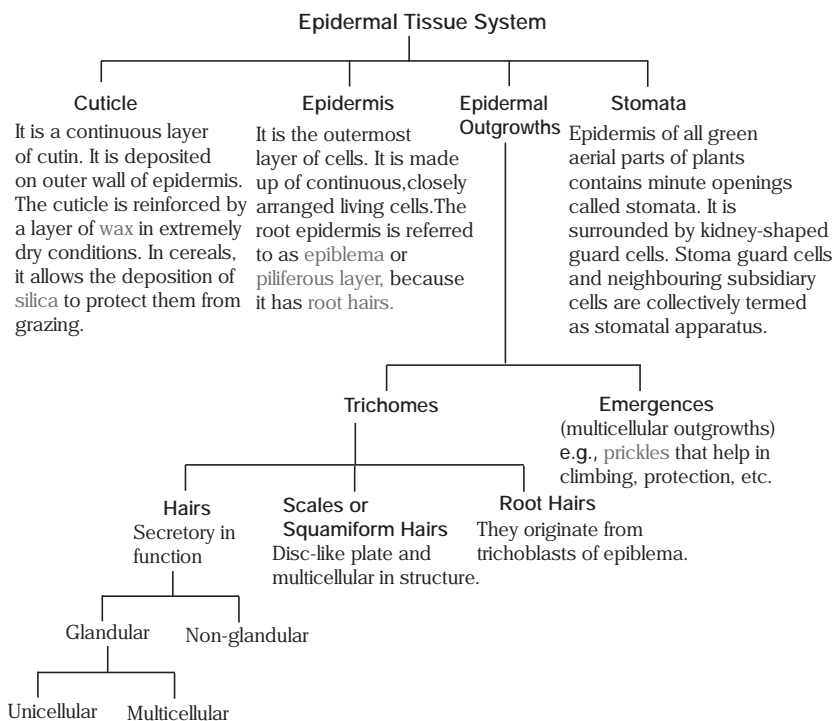 Epidermal Tissue System
Cuticle
It is a continuous layer
of cutin. It is deposited
on outer wall of epidermis.
The cuticle is reinforced by
a layer of wax in extremely
dry conditions. In cereals,
it allows the deposition of
silica to protect them from
grazing.
Epidermis
It is the outermost
layer of cells. It is made
up of continuous,closely
arranged living cells.The
root epidermis is referred
to as epiblema or
piliferous layer, because
it has root hairs.
Epidermal
Outgrowths
Stomata
Epidermis of all green
aerial parts of plants
contains minute openings
called stomata. It is
surrounded by kidney-shaped
guard cells. Stoma guard cells
and neighbouring subsidiary
cells are collectively termed
as stomatal apparatus.
Trichomes
Emergences
(multicellular outgrowths)
e.g., prickles that help in
climbing, protection, etc.
Hairs
Secretory in
function
Scales or
Squamiform Hairs
Disc-like plate and
multicellular in structure.
Root Hairs
They originate from
trichoblasts of epiblema.
Glandular
Non-glandular
Unicellular
Multicellular